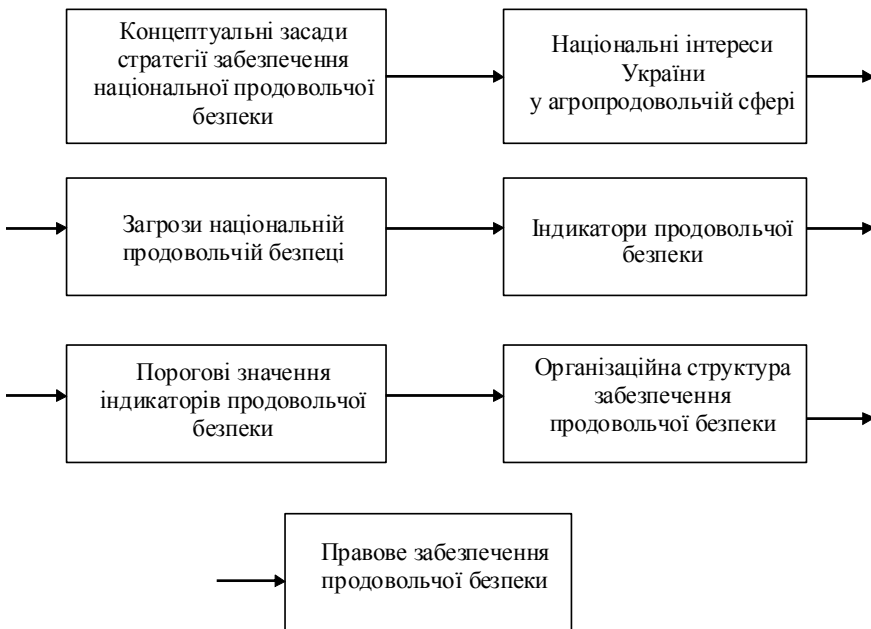 Концептуальні засади
стратегії забезпечення
національної продовольчої
безпеки
Національні інтереси
України
у агропродовольчій сфері
Загрози національній
продовольчій безпеці
Індикатори продовольчої
безпеки
Порогові значення
індикаторів продовольчої
безпеки
Організаційна структура
забезпечення
продовольчої безпеки
Правове забезпечення
продовольчої безпеки